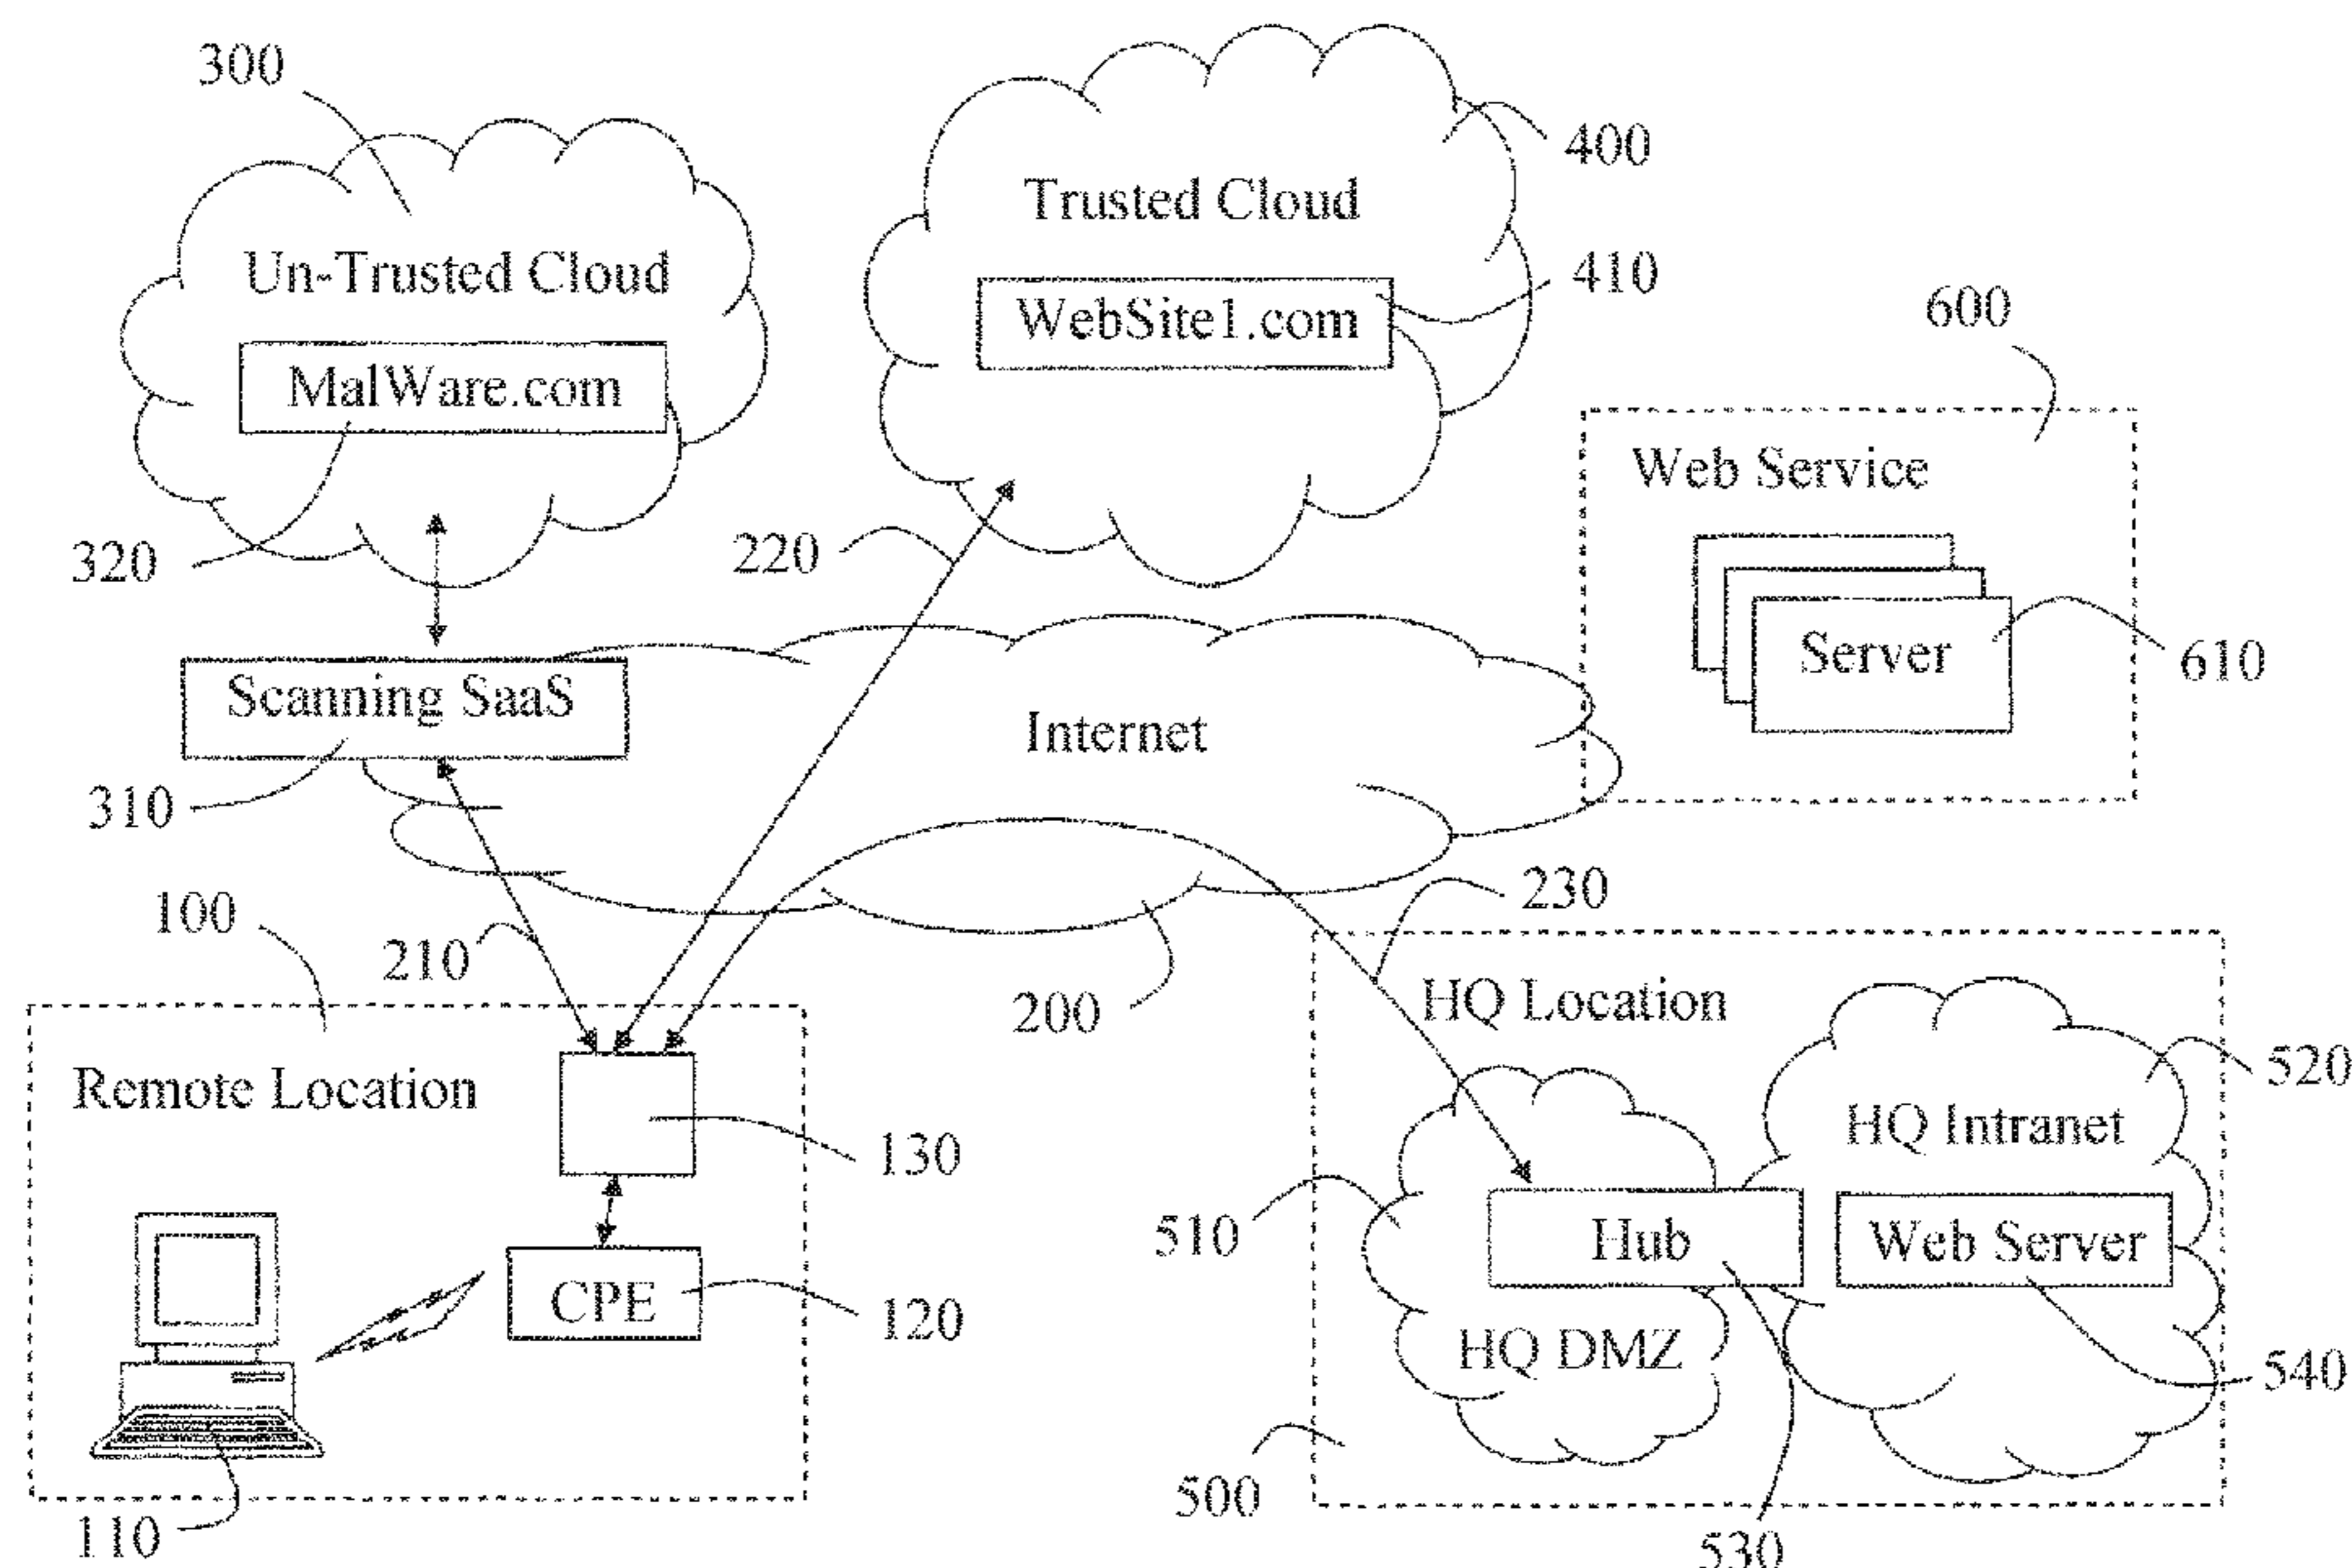 300
400
Trusted Cloud
Un-Trusted Cloud
410
WebSite1.com
600
MalWare.com
Web Service
320
220
Server
610
Scanning SaaS
Internet
310
230
100
210
200
HQ Location
520
Remote Location
HQ Intranet
130
510
Hub
Web Server
CPE
120
HQ DMZ
540
500
110
530